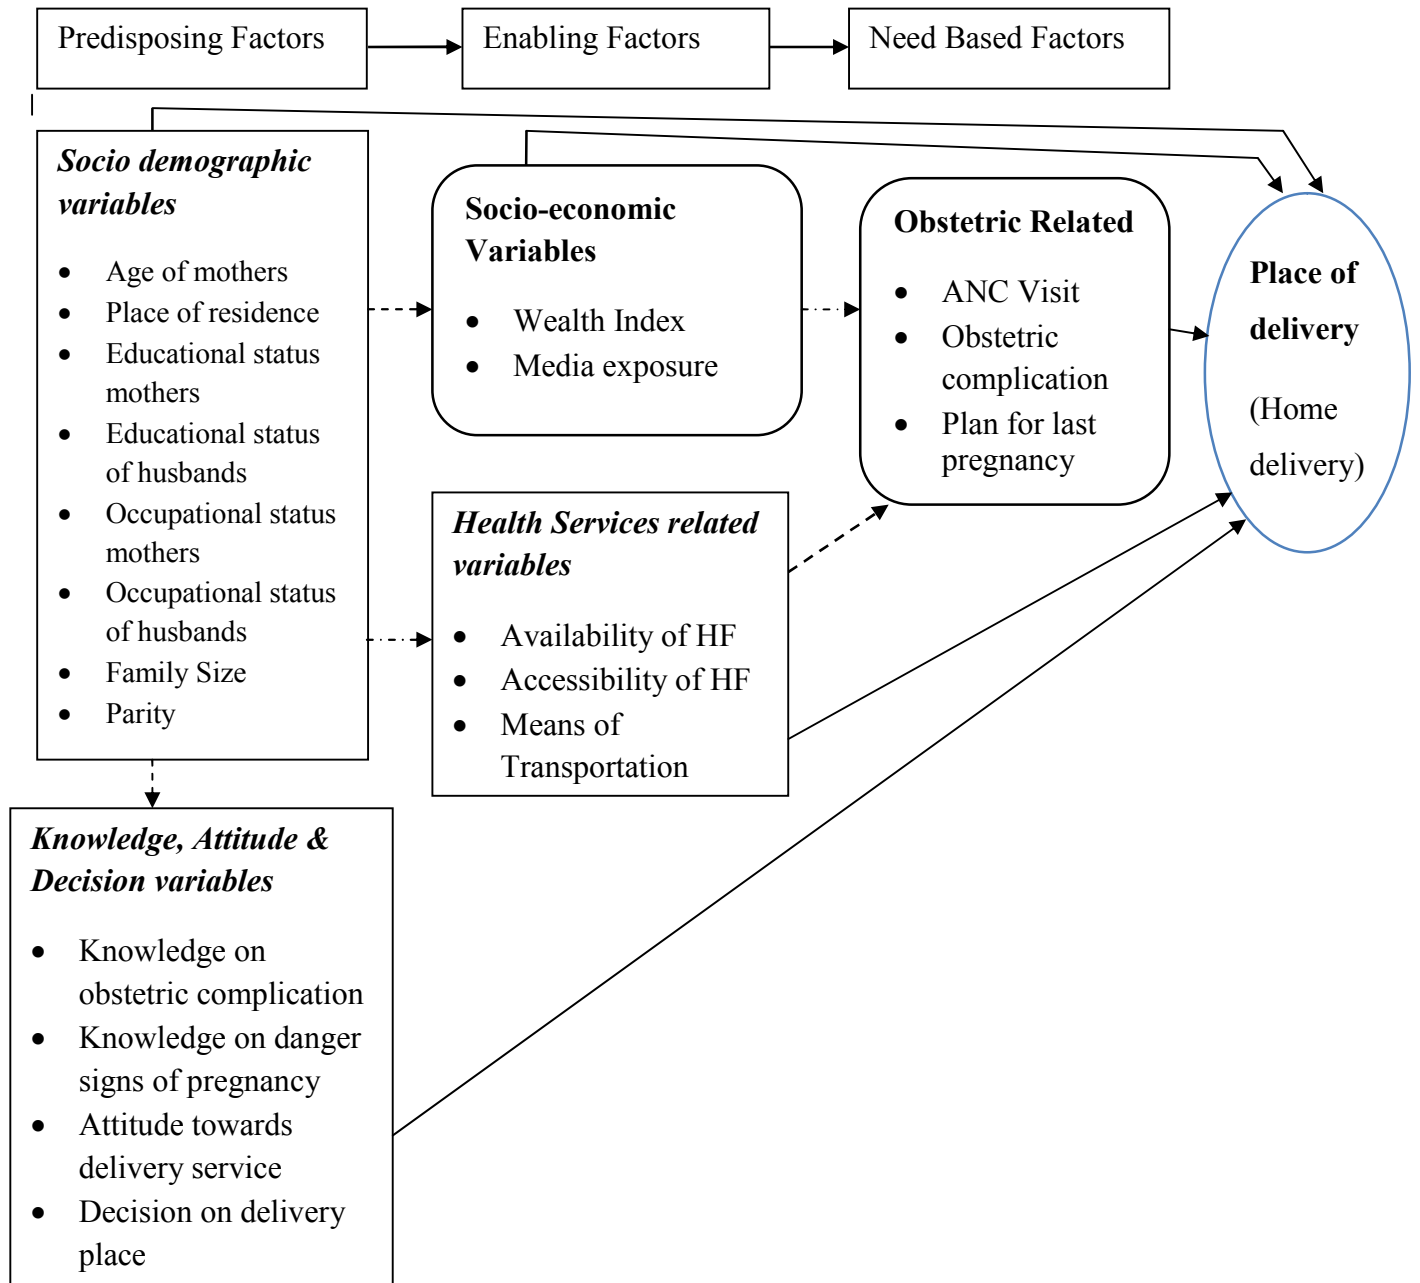 Predisposing Factors
Enabling Factors
Need Based Factors
Socio demographic
variables
• Age of mothers
• Place of residence
• Educational status
mothers
• Educational status
of husbands
• Occupational status
mothers
• Occupational status
of husbands
• Family Size
• Parity
Socio-economic
Variables
• Wealth Index
• Media exposure
Obstetric Related
• ANC Visit
• Obstetric
complication
• Plan for last
pregnancy
Place of
delivery
(Home
delivery)
Health Services related
variables
• Availability of HF
• Accessibility of HF
• Means of
Transportation
Knowledge, Attitude &
Decision variables
• Knowledge on
obstetric complication
• Knowledge on danger
signs of pregnancy
• Attitude towards
delivery service
• Decision on delivery
place